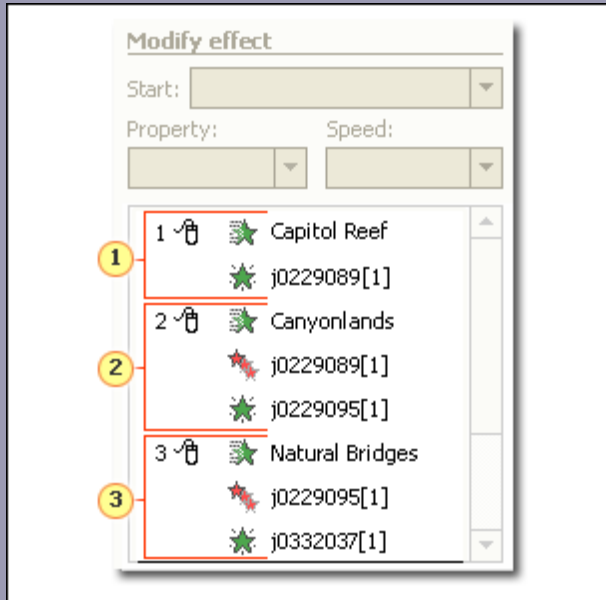 Modify effect
Start:
Property: Speed:
1 Capitol Reef
1
j0229089[1]
2 Canyonlands
2
j0229089[1]
j0229095[1]
3 Natural Bridges
3
j0229095[1]
j0332037[1]